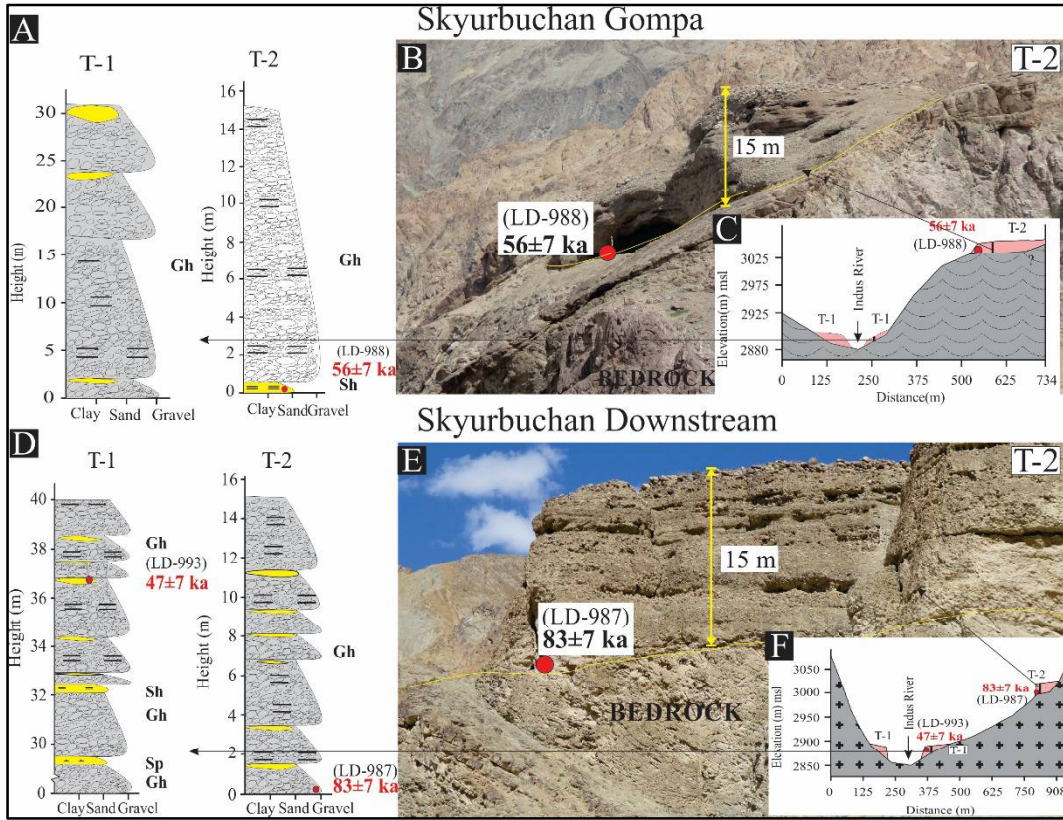 Skyurbuchan Gompa
A
T-1
30
25
20
15
10
5
0
Height (m)
Clay Sand Gravel
Gh
T-2
16
14
12
10
8
6
4
2
0
Height (m)
Gh
(LD-988)
56±7 ka
Sh
Clay Sand Gravel
B
T-2
15 m
(LD-988)
56±7 ka
BEDROCK
C
56±7 ka
(LD-988)
T-2
?
Indus River
T-1
T-1
3025
2975
2925
2880
Elevation(m) msl
0 125 250 375 500 600 734
Distance(m)
Skyurbuchan Downstream
D
T-1
40
38
36
34
32
30
Height (m)
Gh
(LD-993)
47±7 ka
Sh
Gh
Sp
Gh
Clay Sand Gravel
T-2
16
14
12
10
8
6
4
2
0
Height (m)
Gh
(LD-987)
83±7 ka
Clay Sand Gravel
E
T-2
15 m
(LD-987)
83±7 ka
BEDROCK
F
T-2
83±7 ka
(LD-987)
Indus River
(LD-993)
47±7 ka
T-1
T-1
3050
3000
2950
2900
2850
Elevation (m) msl
0 125 250 375 500 625 750 908
Distance (m)